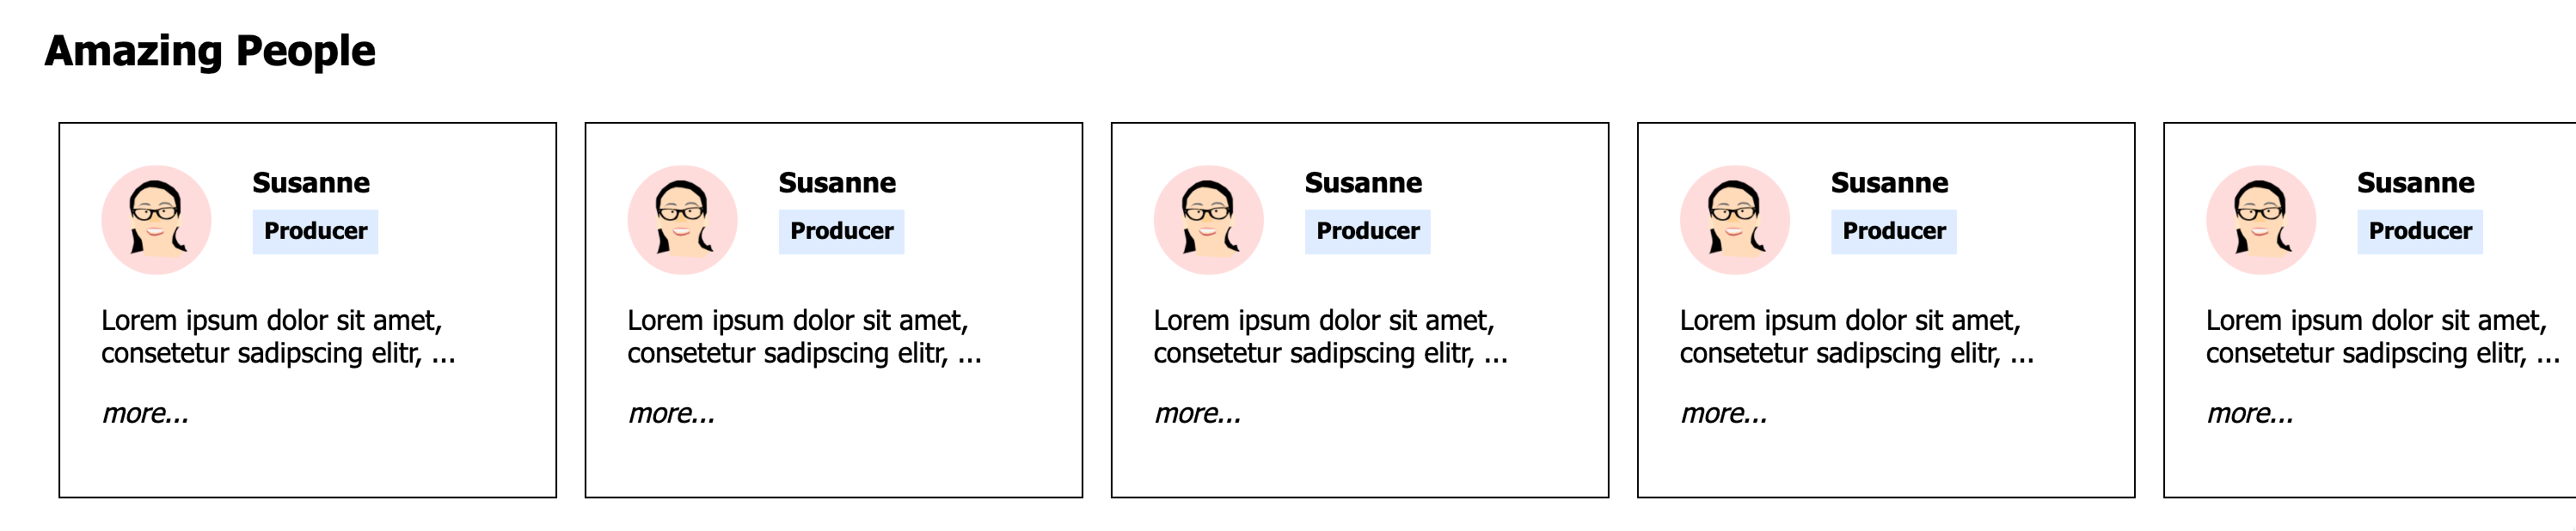 Amazing People
Susanne
Producer
Lorem ipsum dolor sit amet,
consetetur sadipscing elitr, ...
more...
Susanne
Producer
Lorem ipsum dolor sit amet,
consetetur sadipscing elitr, ...
more...
Susanne
Producer
Lorem ipsum dolor sit amet,
consetetur sadipscing elitr, ...
more...
Susanne
Producer
Lorem ipsum dolor sit amet,
consetetur sadipscing elitr, ...
more...
Susanne
Producer
Lorem ipsum dolor sit amet,
consetetur sadipscing elitr, ...
more...